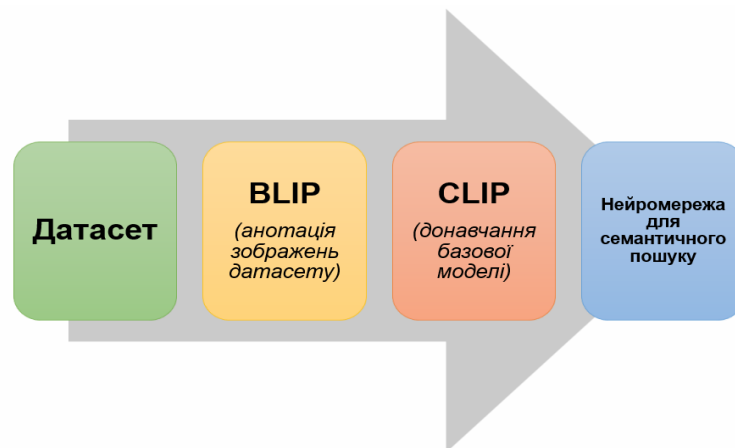 Датасет
BLIP
(анотація
зображень
датасету)
CLIP
(донавчання
базової
моделі)
Нейромережа
для
семантичного
пошуку